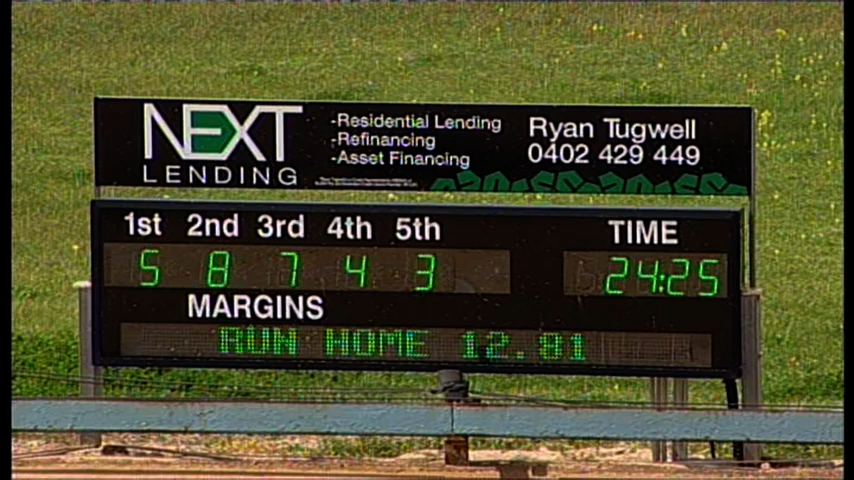 NEXT
LENDING
-Residential Lending
-Refinancing
-Asset Financing
Ryan Tugwell
0402 429 449
1st 2nd 3rd 4th 5th TIME
5 8 7 4 3 24:25
MARGINS
RUN HOME 12.81